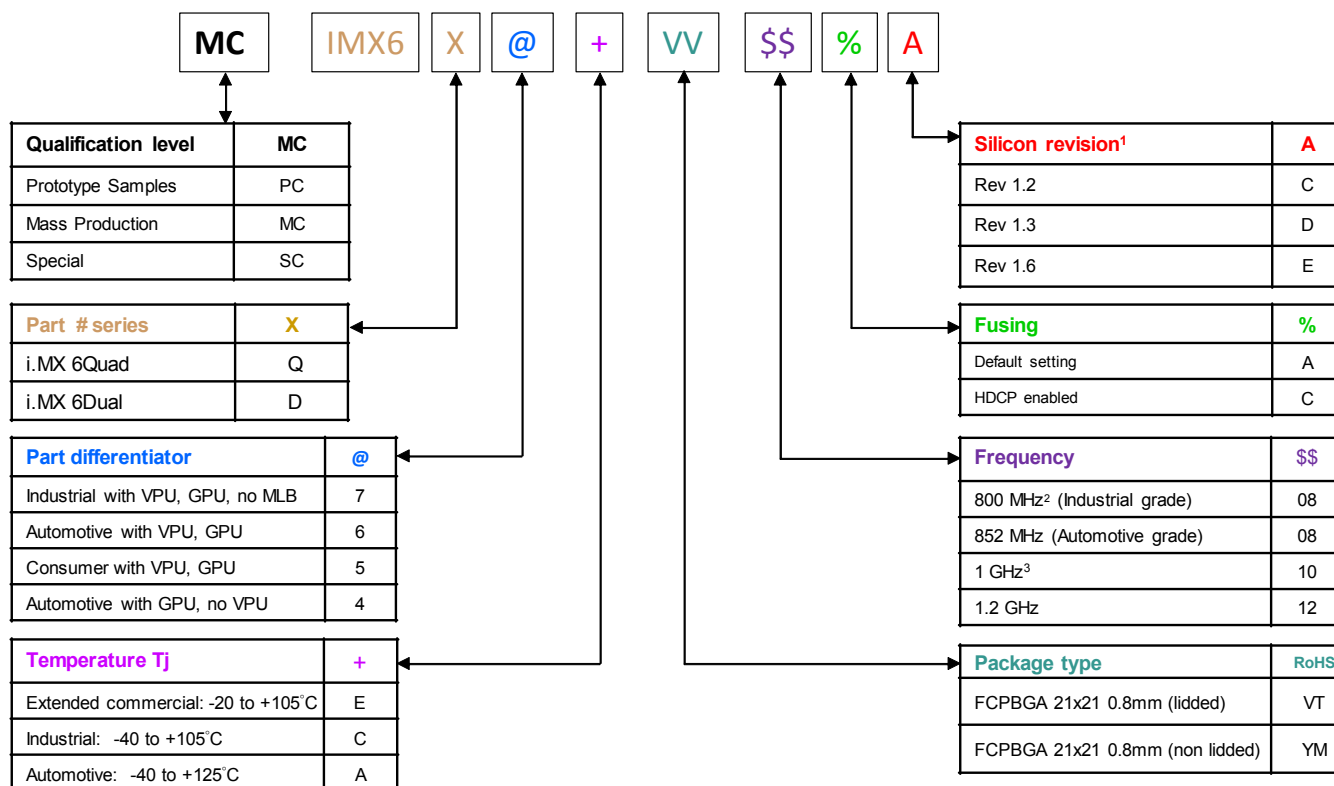 MC IMX6 X @ + VV $$ % A
Qualification level MC
Prototype Samples PC
Mass Production MC
Special SC
Part # series X
i.MX 6Quad Q
i.MX 6Dual D
Part differentiator @
Industrial with VPU, GPU, no MLB 7
Automotive with VPU, GPU 6
Consumer with VPU, GPU 5
Automotive with GPU, no VPU 4
Temperature Tj +
Extended commercial: -20 to +105°C E
Industrial: -40 to +105°C C
Automotive: -40 to +125°C A
Silicon revision¹ A
Rev 1.2 C
Rev 1.3 D
Rev 1.6 E
Fusing %
Default setting A
HDCP enabled C
Frequency $$
800 MHz² (Industrial grade) 08
852 MHz (Automotive grade) 08
1 GHz³ 10
1.2 GHz 12
Package type RoHS
FCPBGA 21x21 0.8mm (lidded) VT
FCPBGA 21x21 0.8mm (non lidded) YM